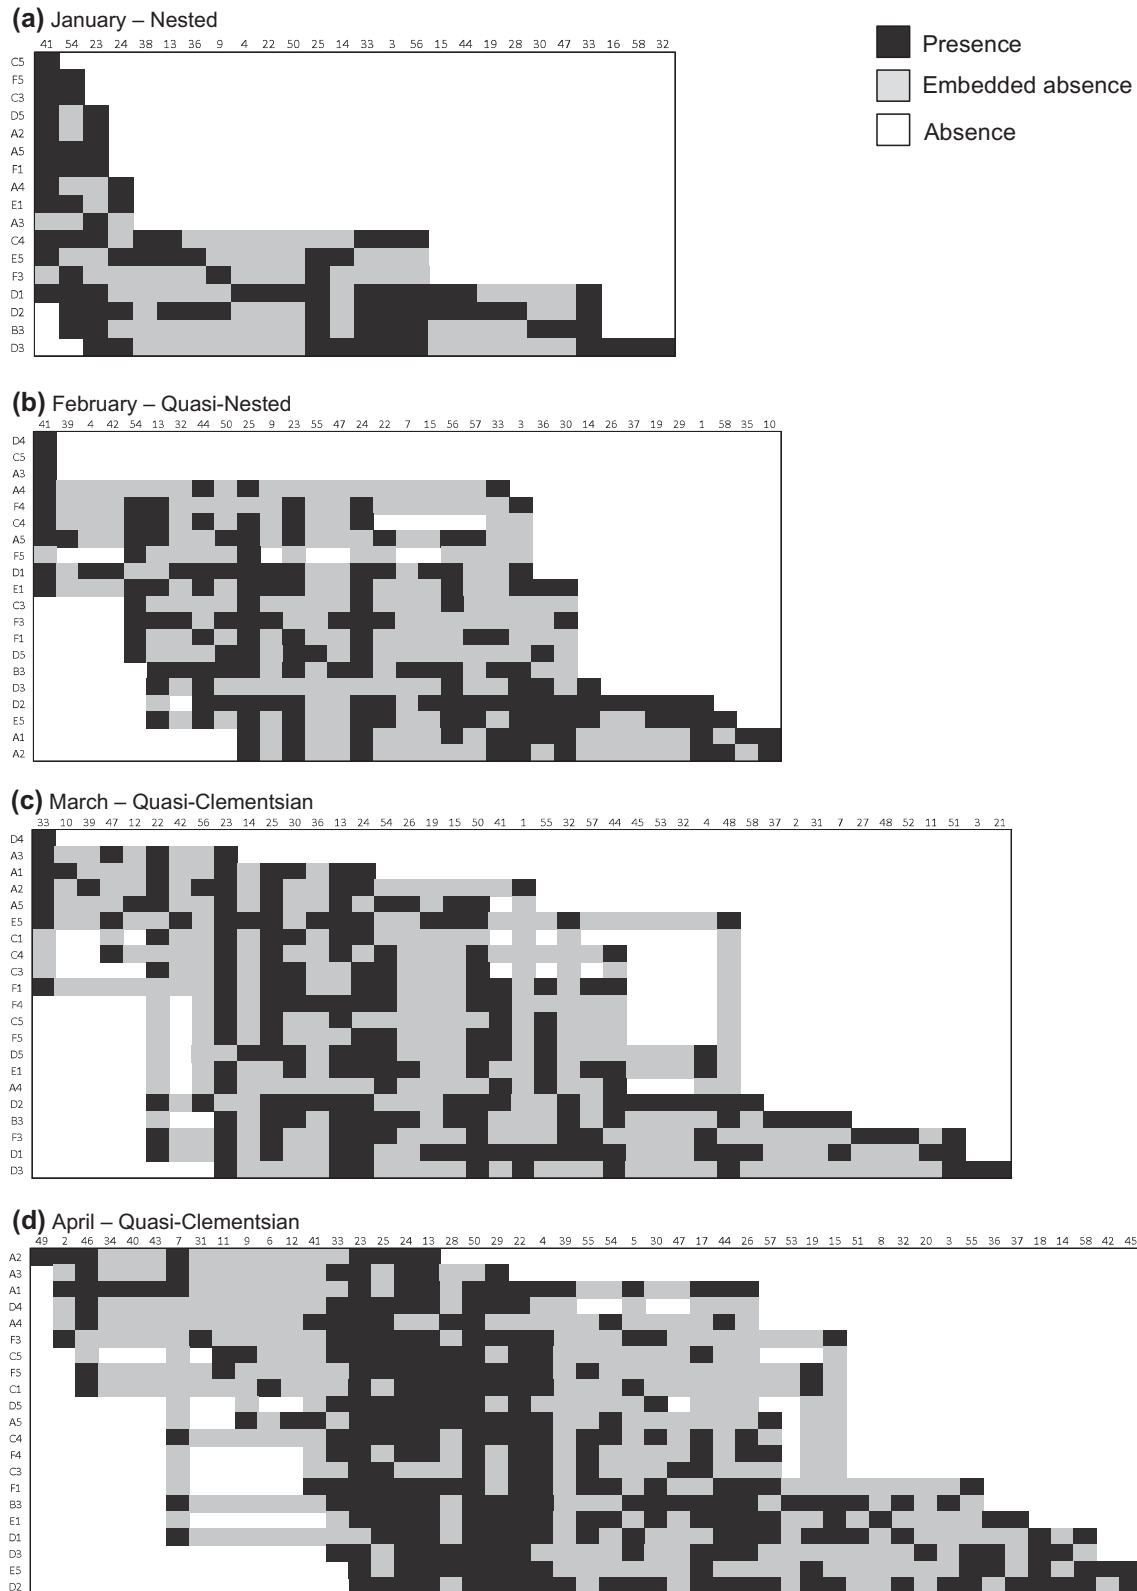 (a) January – Nested
41 54 23 24 38 13 36 9 4 22 50 25 14 33 3 56 15 44 19 28 30 47 33 16 58 32
Presence
Embedded absence
Absence
C5
F5
C3
D5
A2
A5
F1
A4
E1
A3
C4
E5
F3
D1
D2
B3
D3
(b) February – Quasi-Nested
41 39 4 42 54 13 32 44 50 25 9 23 55 47 24 22 7 15 56 57 33 3 36 30 14 26 37 19 29 1 58 35 10
D4
C5
A3
A4
F4
C4
A5
F5
D1
E1
C3
F3
F1
D5
B3
D3
D2
E5
A1
A2
(c) March – Quasi-Clementsian
33 10 39 47 12 22 42 56 23 14 25 30 36 13 24 54 26 19 15 50 41 1 55 32 57 44 45 53 32 4 48 58 37 2 31 7 27 48 52 11 51 3 21
D4
A3
A1
A2
A5
E5
C1
C4
C3
F1
F4
C5
F5
D5
E1
A4
D2
B3
F3
D1
D3
(d) April – Quasi-Clementsian
49 2 46 34 40 43 7 31 11 9 6 12 41 33 23 25 24 13 28 50 29 22 4 39 55 54 5 30 47 17 44 26 57 53 19 15 51 8 32 20 3 55 36 37 18 14 58 42 45
A2
A3
A1
D4
A4
F3
C5
F5
C1
D5
A5
C4
F4
C3
F1
B3
E1
D1
D3
E5
D2